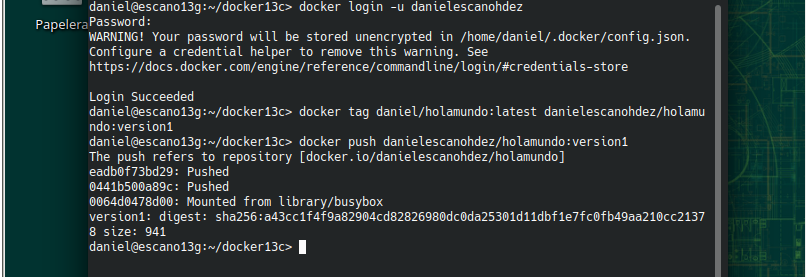 Papelera
daniel@escano13g:~/docker13c> docker login -u danielescanohdez
Password:
WARNING! Your password will be stored unencrypted in /home/daniel/.docker/config.json.
Configure a credential helper to remove this warning. See
https://docs.docker.com/engine/reference/commandline/login/#credentials-store
Login Succeeded
daniel@escano13g:~/docker13c> docker tag daniel/holamundo:latest danielescanohdez/holamu
ndo:version1
daniel@escano13g:~/docker13c> docker push danielescanohdez/holamundo:version1
The push refers to repository [docker.io/danielescanohdez/holamundo]
eadb0f73bd29: Pushed
0441b500a89c: Pushed
0064d0478d00: Mounted from library/busybox
version1: digest: sha256:a43cc1f4f9a82904cd82826980dc0da25301d11dbf1e7fc0fb49aa210cc2137
8 size: 941
daniel@escano13g:~/docker13c>